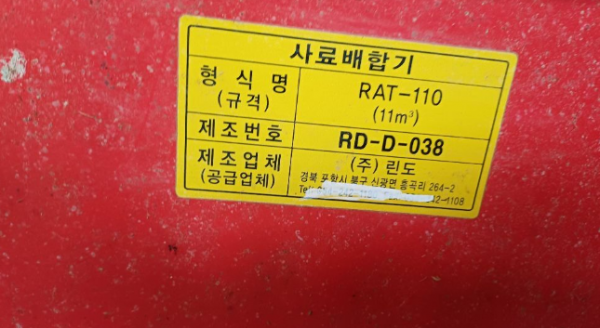 사료배합기
형 식 명 RAT-110
(규격) (11m³)
제조번호 RD-D-038
제조업체 (주) 린도
(공급업체) 경북 포항시 북구 신광면 흥곡리 264-2
Tel: